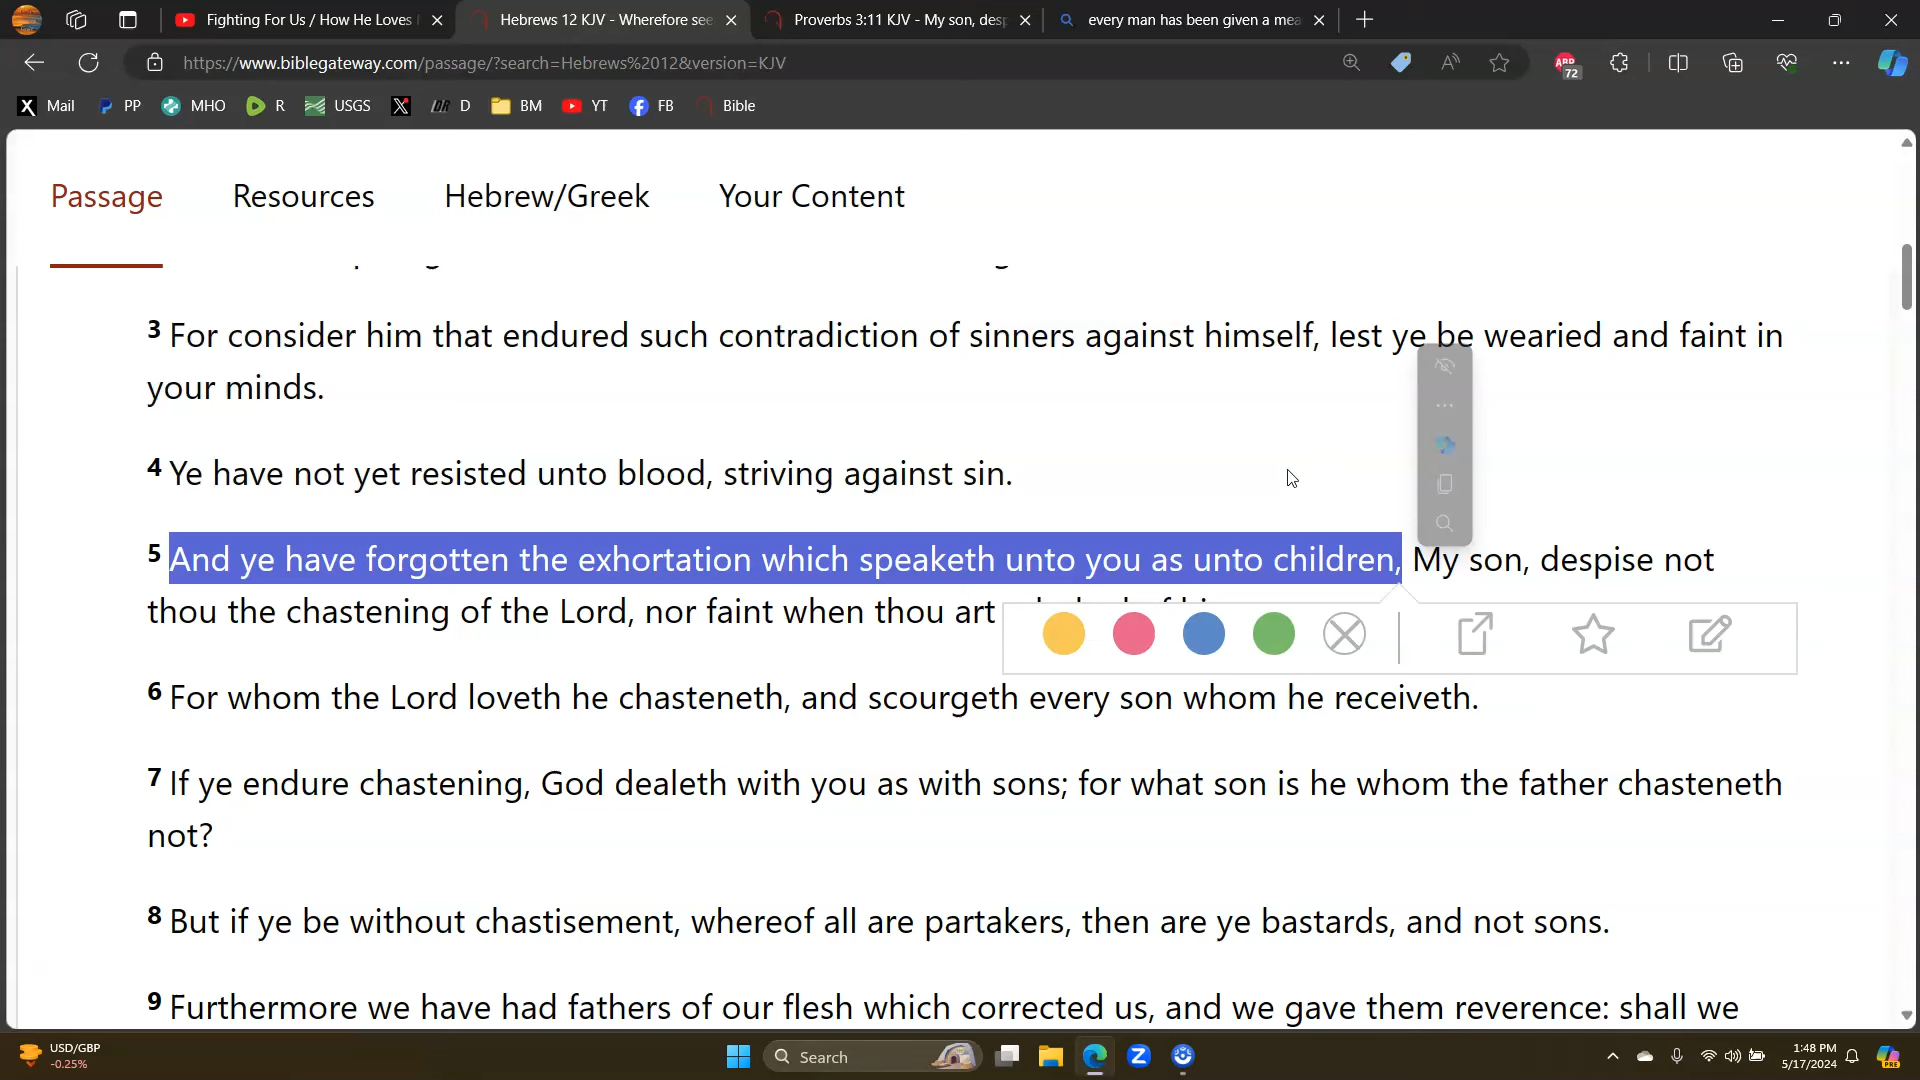 Fighting For Us / How He Loves
Hebrews 12 KJV - Wherefore see
Proverbs 3:11 KJV - My son, desp
every man has been given a mea
https://www.biblegateway.com/passage/?search=Hebrews%2012&version=KJV
ABP
72
X Mail
PP
MHO
R
USGS
X
DR D
BM
YT
FB
Bible
Passage
Resources
Hebrew/Greek
Your Content
3 For consider him that endured such contradiction of sinners against himself, lest ye be wearied and faint in
your minds.
4 Ye have not yet resisted unto blood, striving against sin.
5 And ye have forgotten the exhortation which speaketh unto you as unto children, My son, despise not
thou the chastening of the Lord, nor faint when thou art
6 For whom the Lord loveth he chasteneth, and scourgeth every son whom he receiveth.
7 If ye endure chastening, God dealeth with you as with sons; for what son is he whom the father chasteneth
not?
8 But if ye be without chastisement, whereof all are partakers, then are ye bastards, and not sons.
9 Furthermore we have had fathers of our flesh which corrected us, and we gave them reverence: shall we
USD/GBP
-0.25%
Search
Z
1:48 PM
5/17/2024
PRE